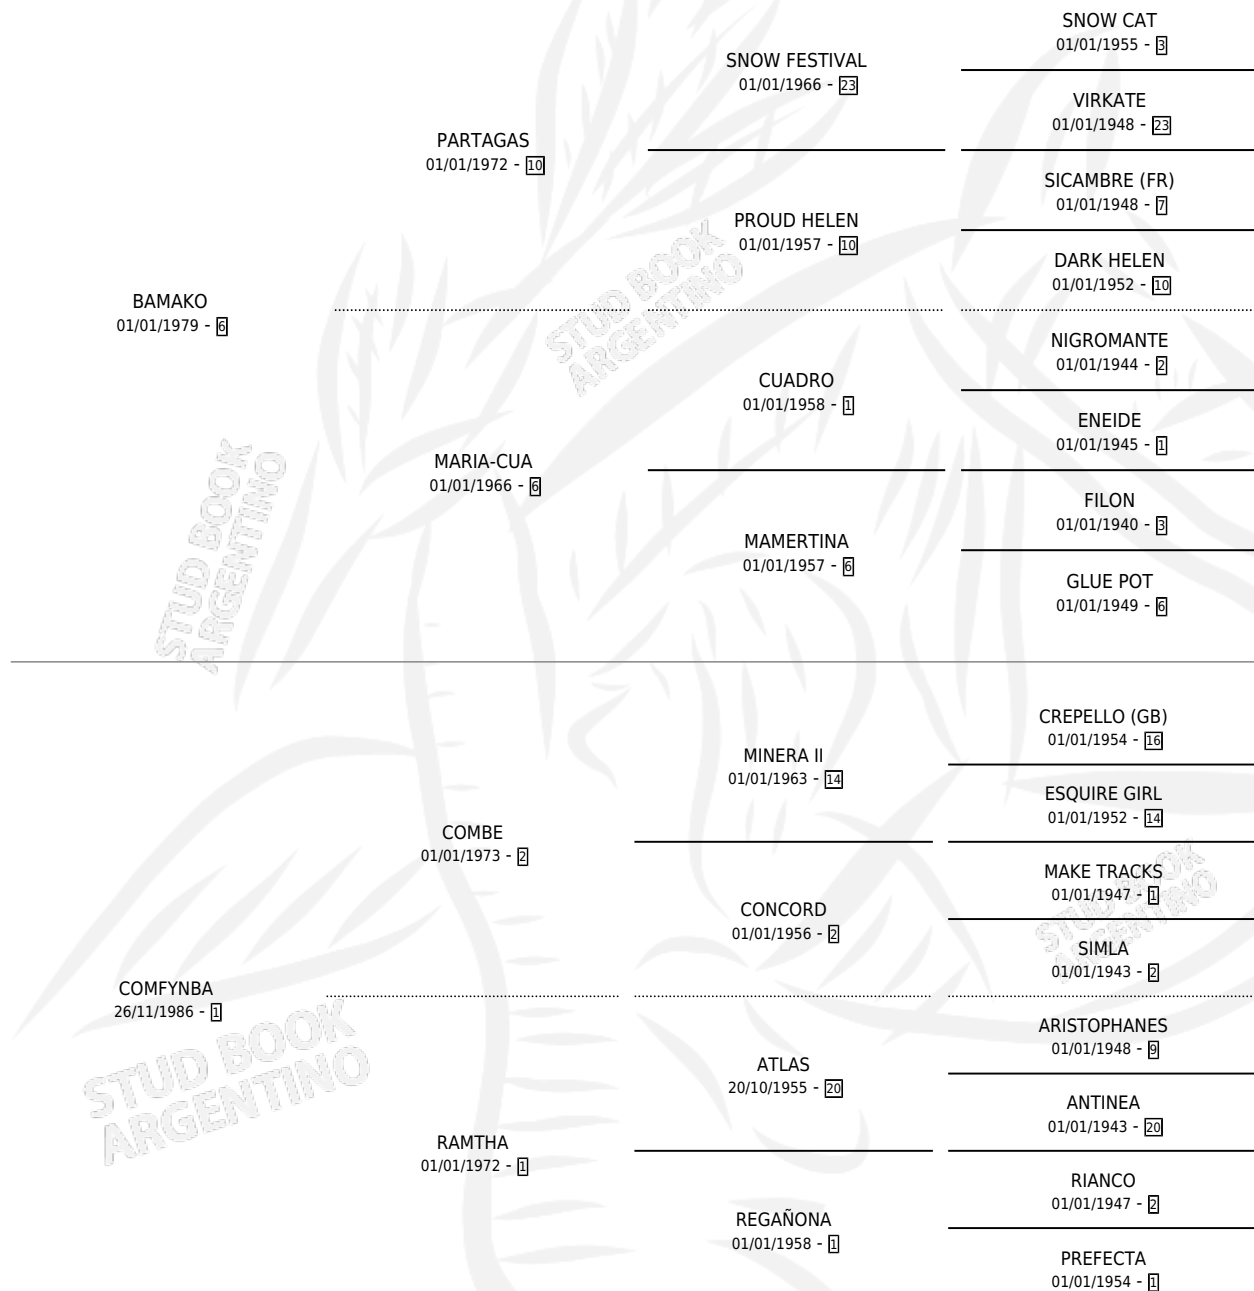 SNOW CAT
01/01/1955 - 3
SNOW FESTIVAL
01/01/1966 - 23
VIRKATE
01/01/1948 - 23
PARTAGAS
01/01/1972 - 10
SICAMBRE (FR)
01/01/1948 - 7
PROUD HELEN
01/01/1957 - 10
DARK HELEN
01/01/1952 - 10
BAMAKO
01/01/1979 - 6
NIGROMANTE
01/01/1944 - 2
CUADRO
01/01/1958 - 1
ENEIDE
01/01/1945 - 1
MARIA-CUA
01/01/1966 - 6
FILON
01/01/1940 - 3
MAMERTINA
01/01/1957 - 6
GLUE POT
01/01/1949 - 6
CREPELLO (GB)
01/01/1954 - 16
MINERA II
01/01/1963 - 14
ESQUIRE GIRL
01/01/1952 - 14
COMBE
01/01/1973 - 2
MAKE TRACKS
01/01/1947 - 1
CONCORD
01/01/1956 - 2
SIMLA
01/01/1943 - 2
COMFYNBA
26/11/1986 - 1
ARISTOPHANES
01/01/1948 - 9
ATLAS
20/10/1955 - 20
ANTINEA
01/01/1943 - 20
RAMTHA
01/01/1972 - 1
RIANCO
01/01/1947 - 2
REGAÑONA
01/01/1958 - 1
PREFECTA
01/01/1954 - 1
STUD BOOK
ARGENTINO
STUD BOOK
ARGENTINO
STUD BOOK
ARGENTINO
STUD BOOK
ARGENTINO